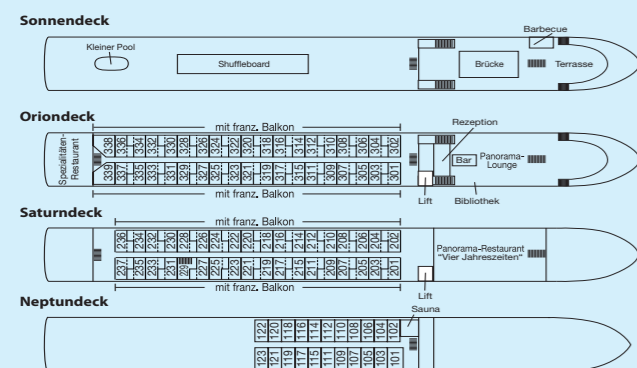 Sonnendeck
Barbecue
Kleiner Pool
Shuffleboard
Brücke
Terrasse
Oriondeck
mit franz. Balkon
Rezeption
Spezialitäten-
Restaurant
338 336 334 332 330 328 326 324 322 320 318 316 314 312 310 308 306 304 302
339 337 335 333 331 329 327 325 323 321 319 317 315 311 309 307 305 303 301
Bar
Panorama-
Lounge
mit franz. Balkon
Lift
Bibliothek
Saturndeck
mit franz. Balkon
236 234 232 230 228 226 224 222 220 218 216 214 212 210 208 206 204 202
237 235 233 231 229 227 225 223 221 219 217 215 211 209 207 205 203 201
Panorama-Restaurant
"Vier Jahreszeiten"
mit franz. Balkon
Lift
Neptundeck
Sauna
122 120 118 116 114 112 110 108 106 104 102
123 121 119 117 115 111 109 107 105 103 101